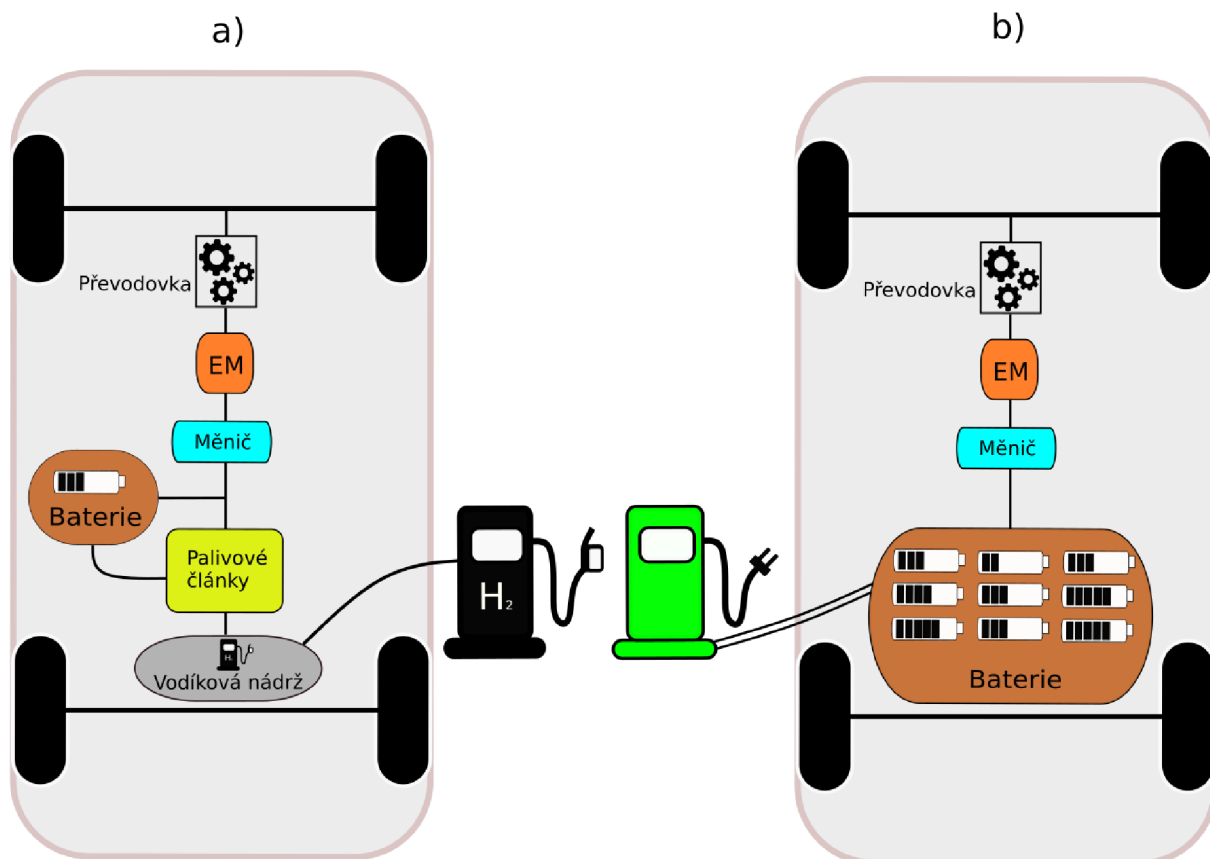 a)
Převodovka
EM
Měnič
Baterie
Palivové
články
H
Vodíková nádrž
H2
b)
Převodovka
EM
Měnič
Baterie